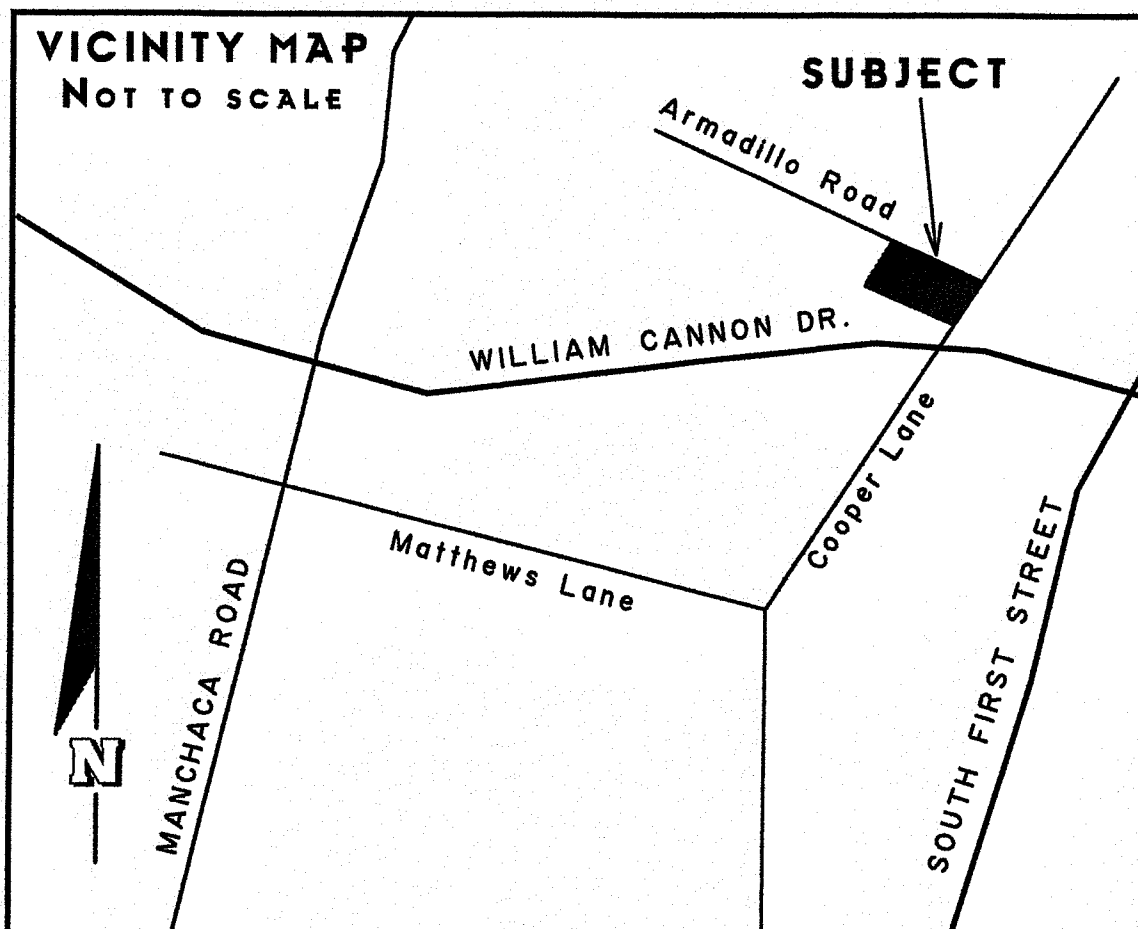 VICINITY MAP
NOT TO SCALE
SUBJECT
Armadillo Road
WILLIAM CANNON DR.
Cooper Lane
Matthews Lane
MANCHACA ROAD
SOUTH FIRST STREET
N